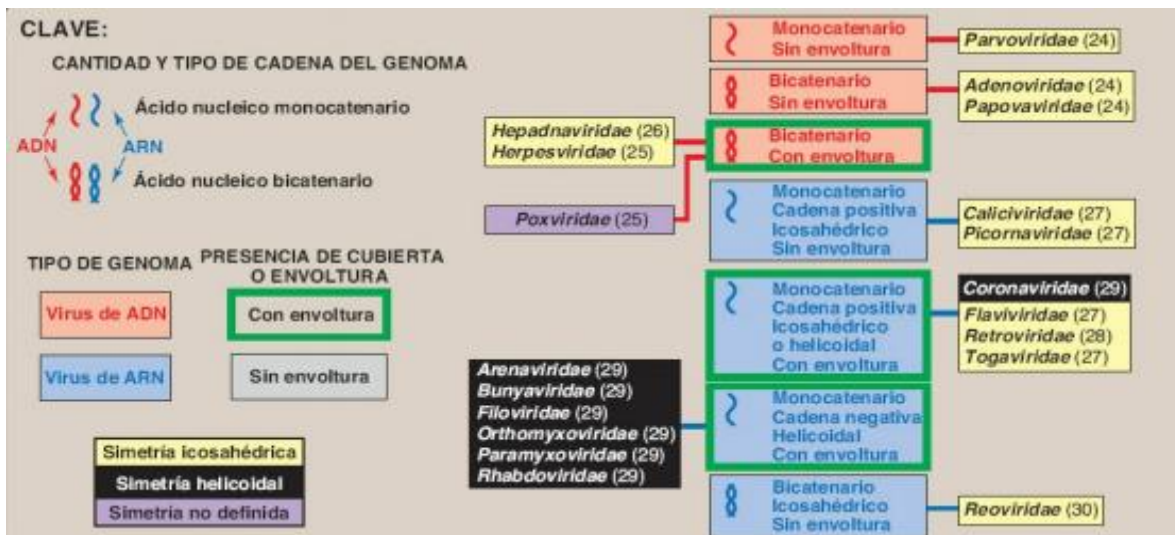 CLAVE:
CANTIDAD Y TIPO DE CADENA DEL GENOMA
Ácido nucleico monocatenario
ADN
ARN
Ácido nucleico bicatenario
TIPO DE GENOMA
PRESENCIA DE CUBIERTA
O ENVOLTURA
Virus de ADN
Con envoltura
Virus de ARN
Sin envoltura
Simetría icosahédrica
Simetría helicoidal
Simetría no definida
Monocatenario
Sin envoltura
Parvoviridae (24)
Bicatenario
Sin envoltura
Adenoviridae (24)
Papovaviridae (24)
Hepadnaviridae (26)
Herpesviridae (25)
Bicatenario
Con envoltura
Poxviridae (25)
Monocatenario
Cadena positiva
Icosahédrico
Sin envoltura
Caliciviridae (27)
Picornaviridae (27)
Monocatenario
Cadena positiva
Icosahédrico
o helicoidal
Con envoltura
Coronaviridae (29)
Flaviviridae (27)
Retroviridae (28)
Togaviridae (27)
Arenaviridae (29)
Bunyaviridae (29)
Filoviridae (29)
Orthomyxoviridae (29)
Paramyxoviridae (29)
Rhabdoviridae (29)
Monocatenario
Cadena negativa
Helicoidal
Con envoltura
Bicatenario
Icosahédrico
Sin envoltura
Reoviridae (30)